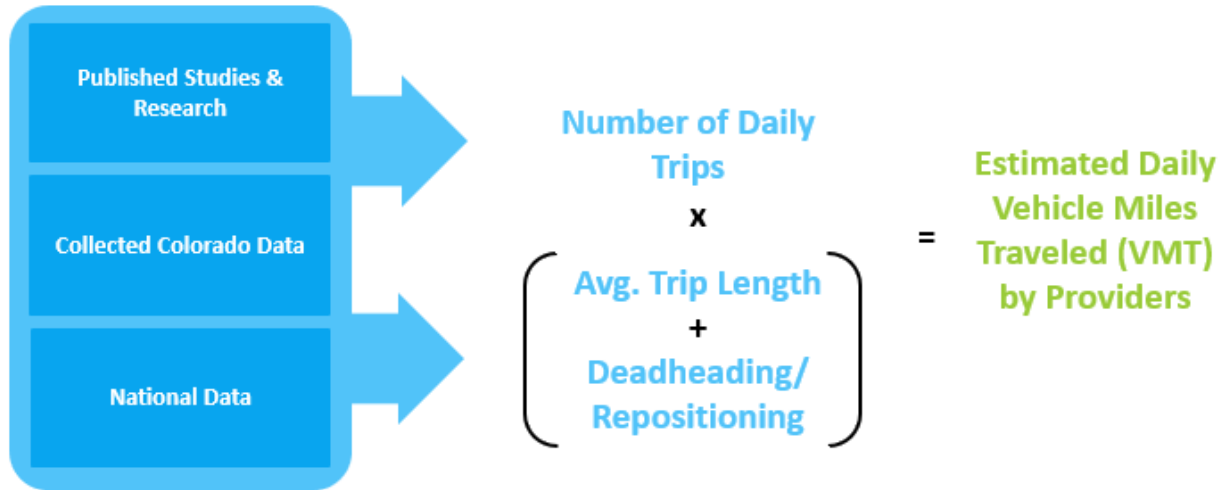 Published Studies &
Research
Collected Colorado Data
National Data
Number of Daily
Trips
x
Avg. Trip Length
+
Deadheading/
Repositioning
=
Estimated Daily
Vehicle Miles
Traveled (VMT)
by Providers